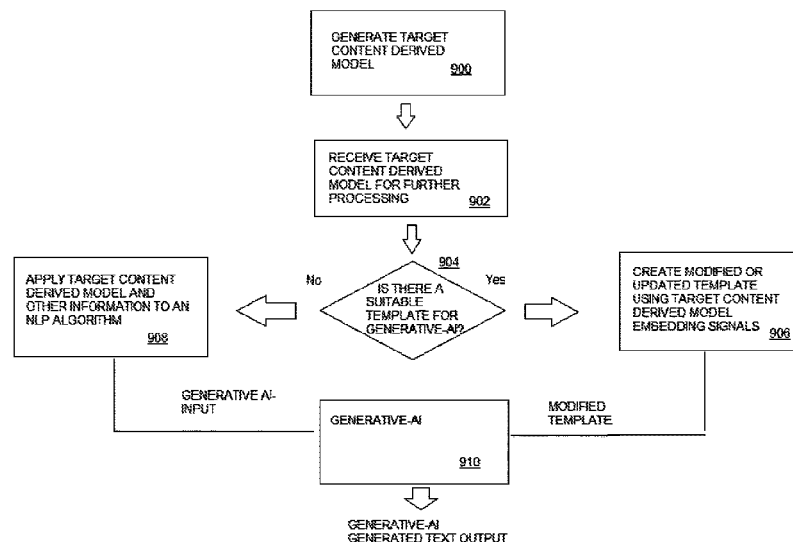 GENERATE TARGET
CONTENT DERIVED
MODEL
900
RECEIVE TARGET
CONTENT DERIVED
MODEL FOR FURTHER
PROCESSING
902
904
No
Yes
IS THERE A
SUITABLE
TEMPLATE FOR
GENERATIVE-AI?
APPLY TARGET CONTENT
DERIVED MODEL AND
OTHER INFORMATION TO AN
NLP ALGORITHM
908
CREATE MODIFIED OR
UPDATED TEMPLATE
USING TARGET CONTENT
DERIVED MODEL
EMBEDDING SIGNALS
906
GENERATIVE AI-
INPUT
GENERATIVE-AI
910
MODIFIED
TEMPLATE
GENERATIVE-AI
GENERATED TEXT OUTPUT